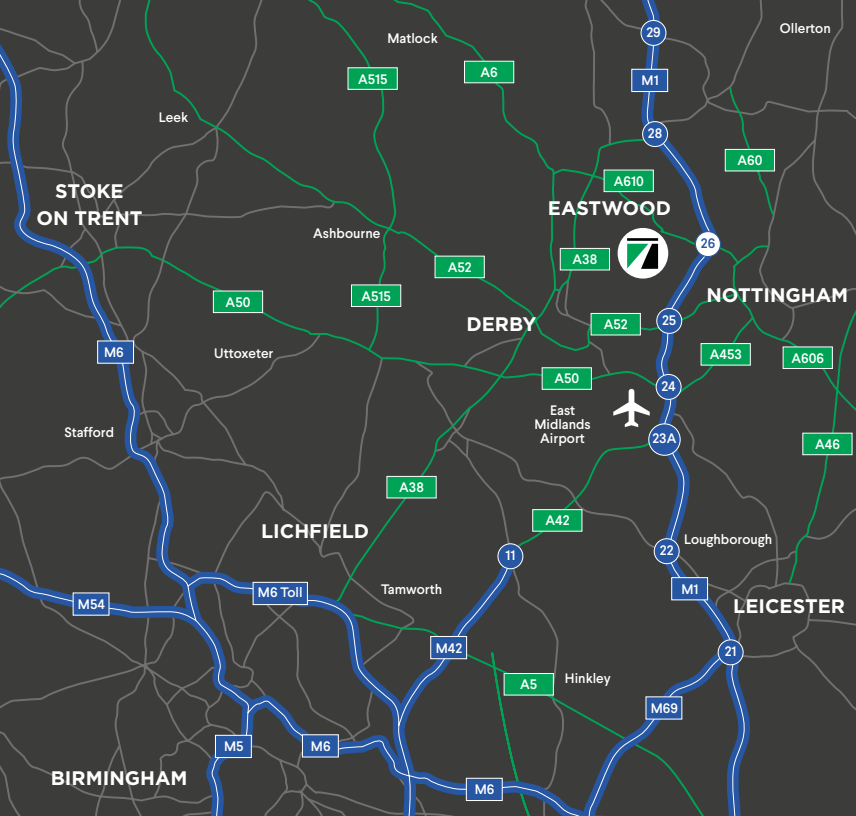 29
Ollerton
Matlock
A515
A6
M1
Leek
28
A60
A610
STOKE
ON TRENT
EASTWOOD
Ashbourne
26
A38
A52
A50
A515
NOTTINGHAM
DERBY
A52
25
M6
Uttoxeter
A453
A606
A50
24
East
Midlands
Airport
Stafford
23A
A46
A38
A42
LICHFIELD
Loughborough
11
22
M54
M6 Toll
Tamworth
M1
LEICESTER
M42
21
A5
Hinkley
M69
M5
M6
BIRMINGHAM
M6